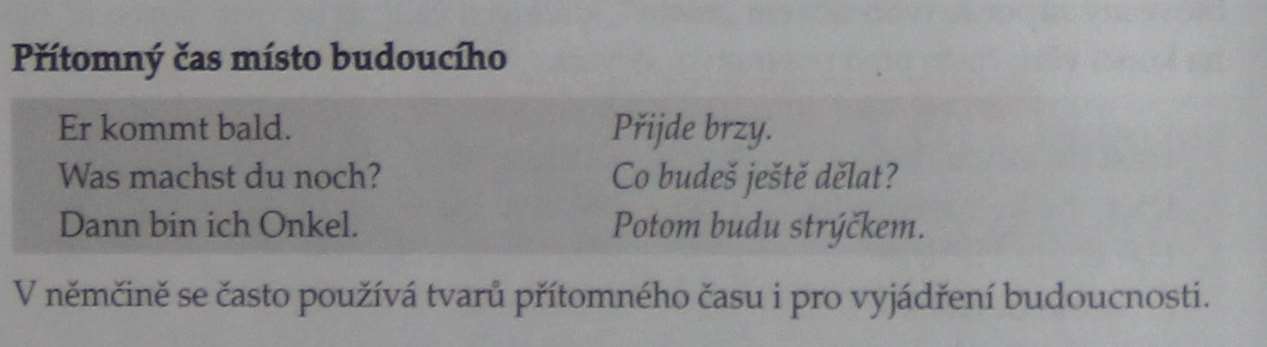 Přítomný čas místo budoucího
Er kommt bald. Přijde brzy.
Was machst du noch? Co budeš ještě dělat?
Dann bin ich Onkel. Potom budu strýčkem.
V němčině se často používá tvarů přítomného času i pro vyjádření budoucnosti.